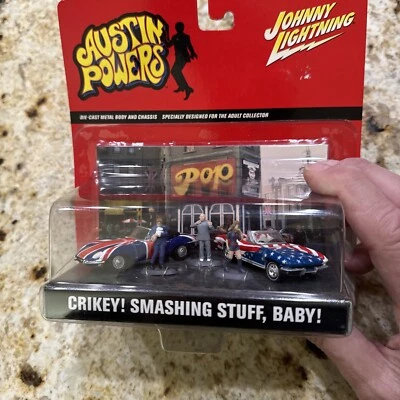 AUSTIN
POWERS
JOHNNY
LIGHTNING
DIE-CAST METAL BODY AND CHASSIS SPECIALLY DESIGNED FOR THE ADULT COLLECTOR
Pop
CRIKEY! SMASHING STUFF, BABY!